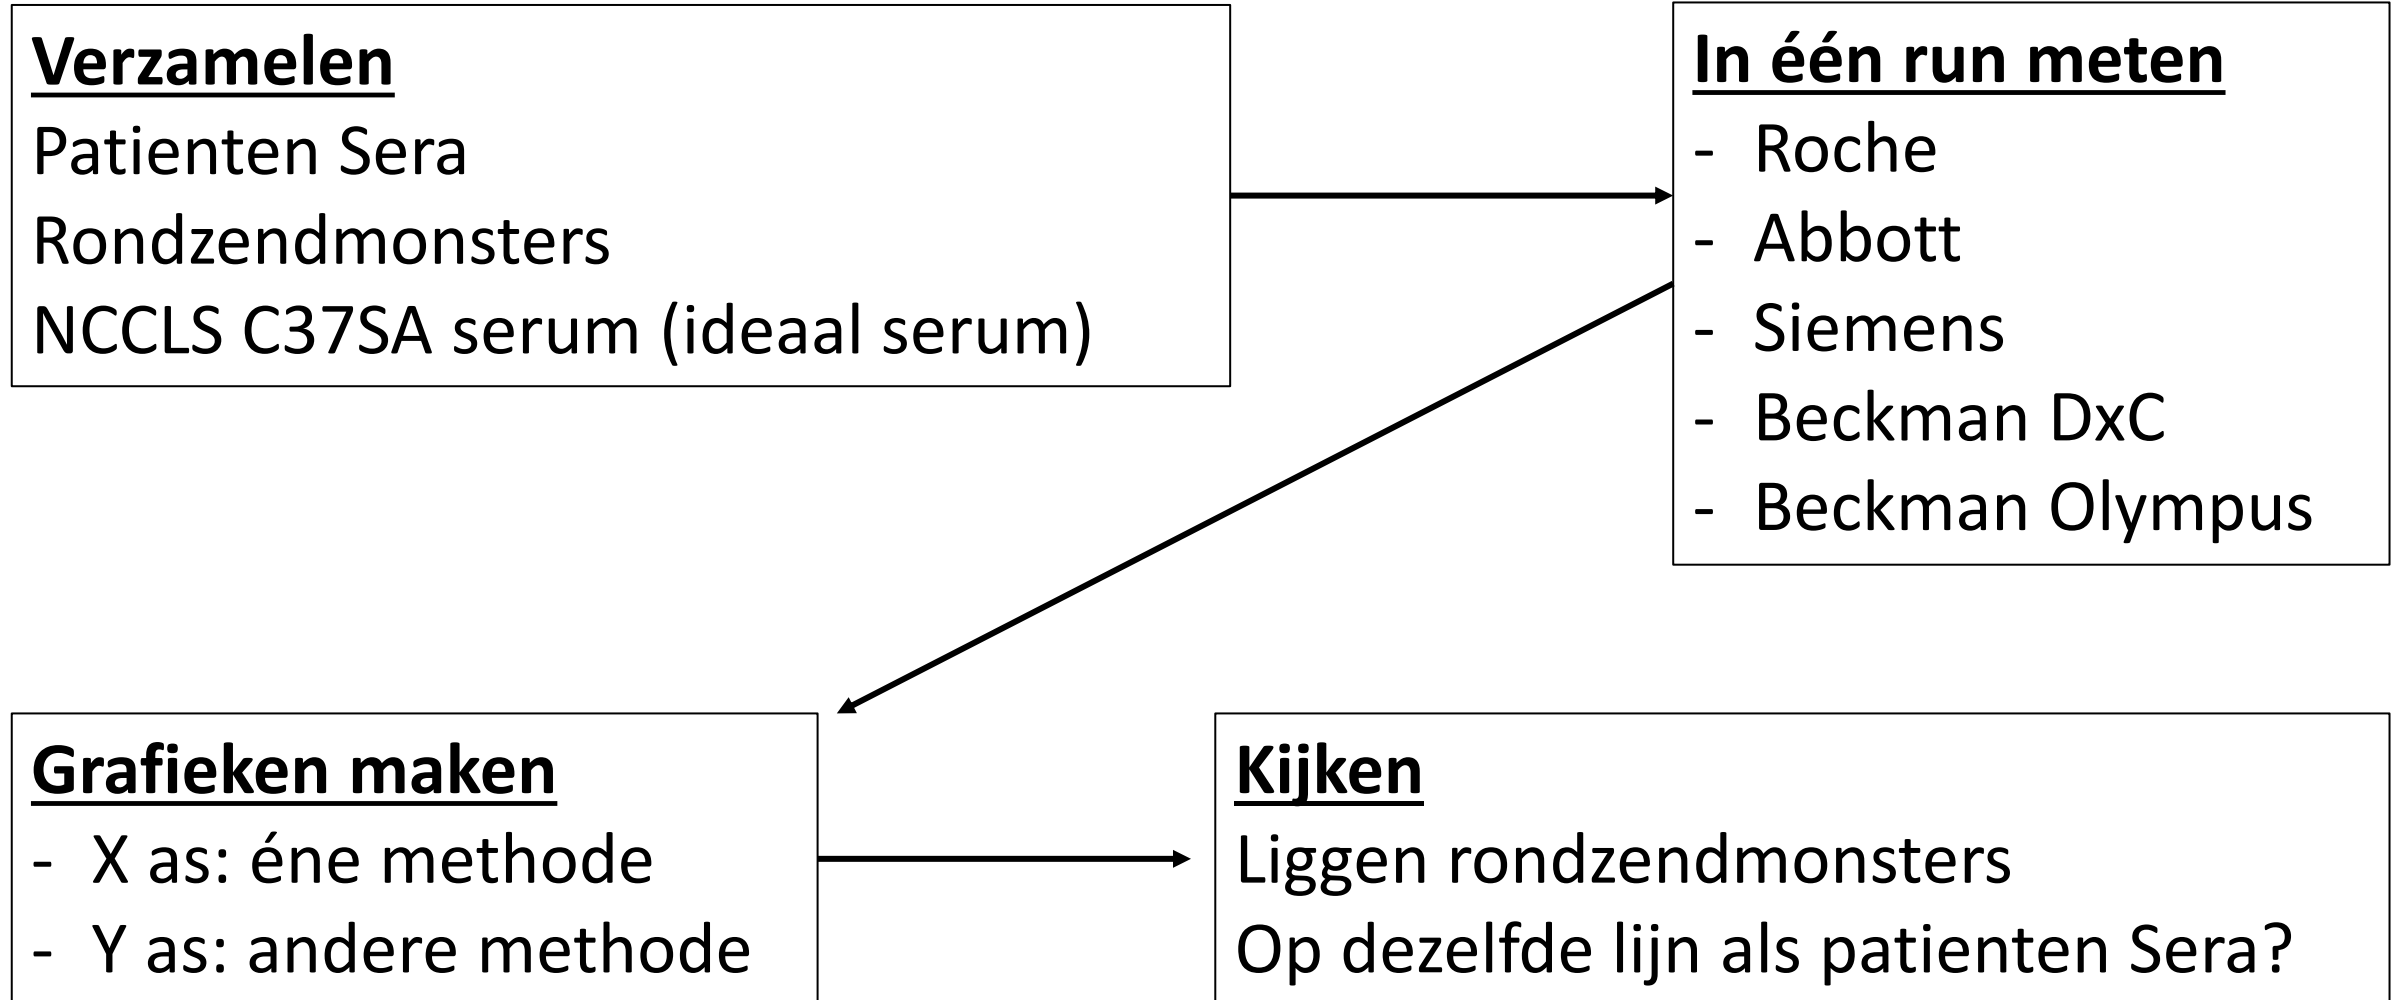 Verzamelen
Patienten Sera
Rondzendmonsters
NCCLS C37SA serum (ideaal serum)
In één run meten
- Roche
- Abbott
- Siemens
- Beckman DxC
- Beckman Olympus
Grafieken maken
- X as: éne methode
- Y as: andere methode
Kijken
Liggen rondzendmonsters
Op dezelfde lijn als patienten Sera?